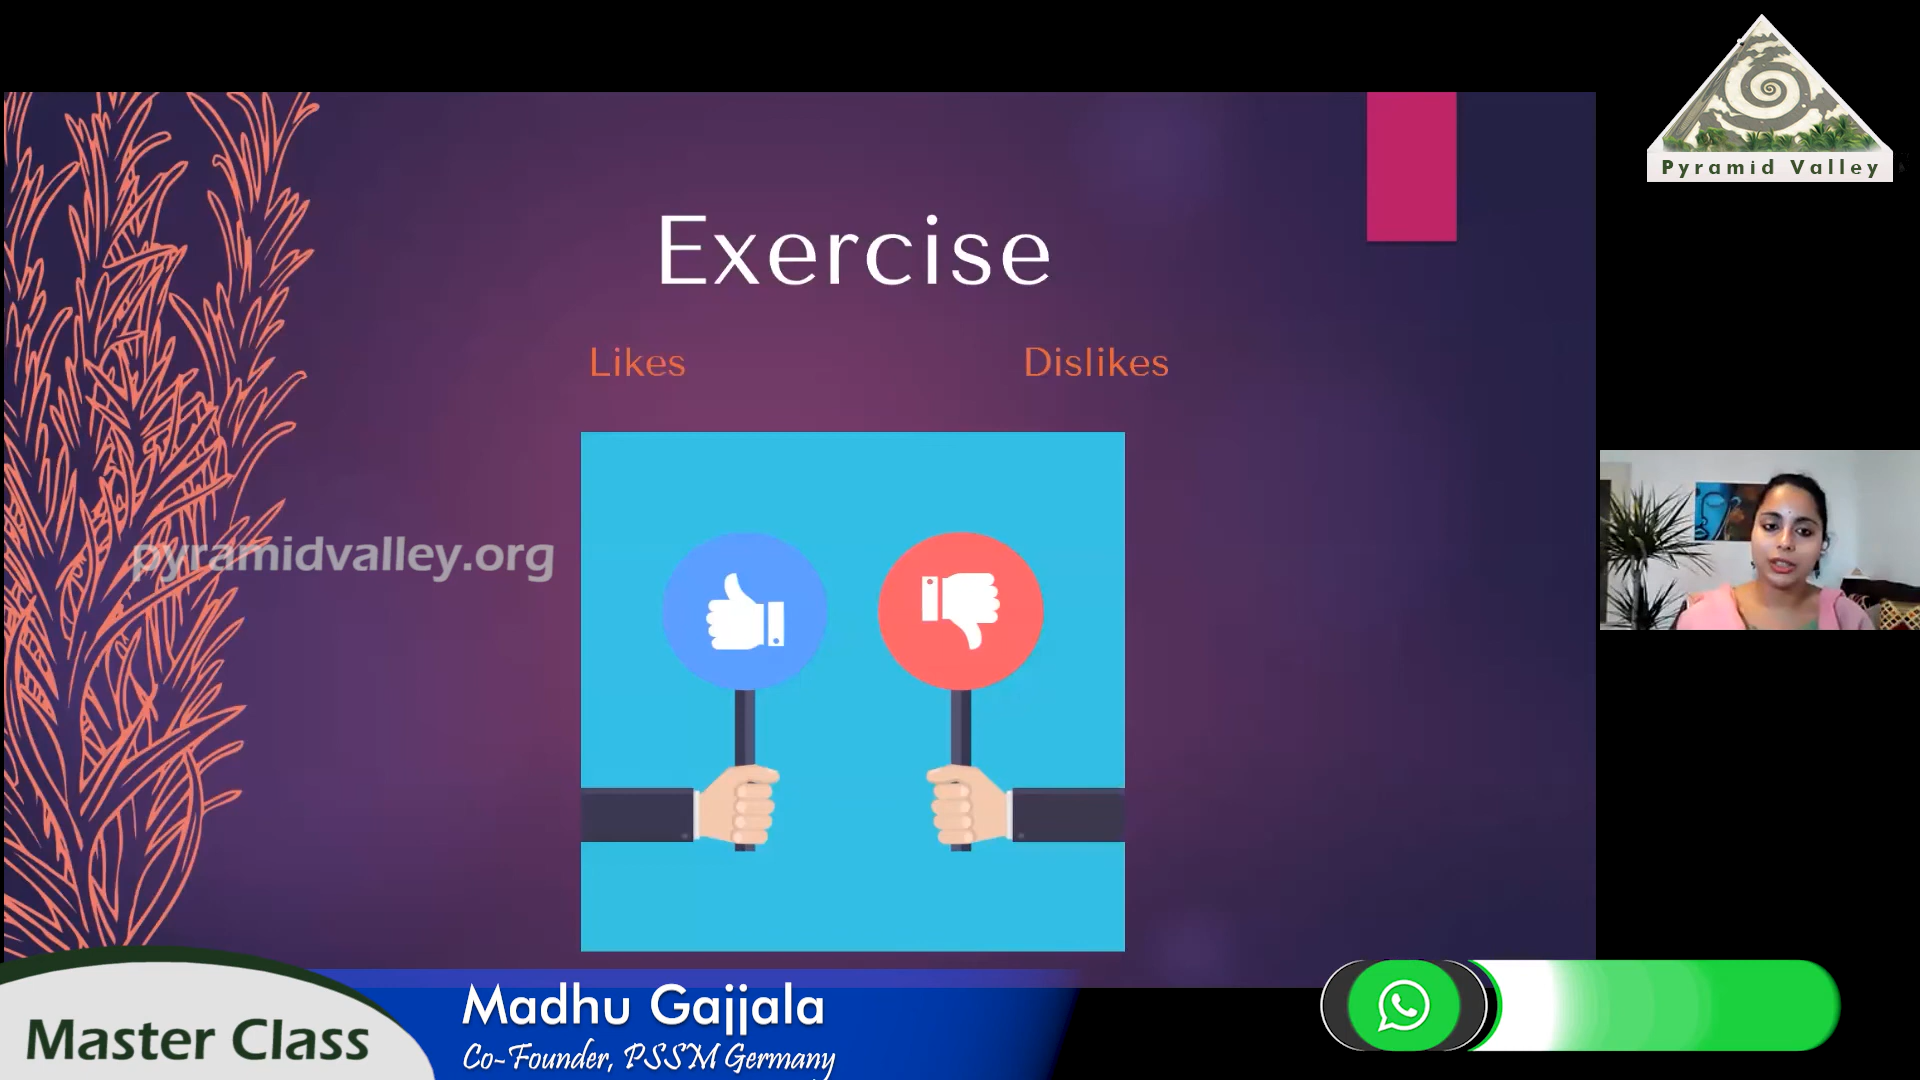 Pyramid Valley
Exercise
Likes
Dislikes
pyramidvalley.org
Master Class
Madhu Gajjala
Co-Founder, PSSM Germany